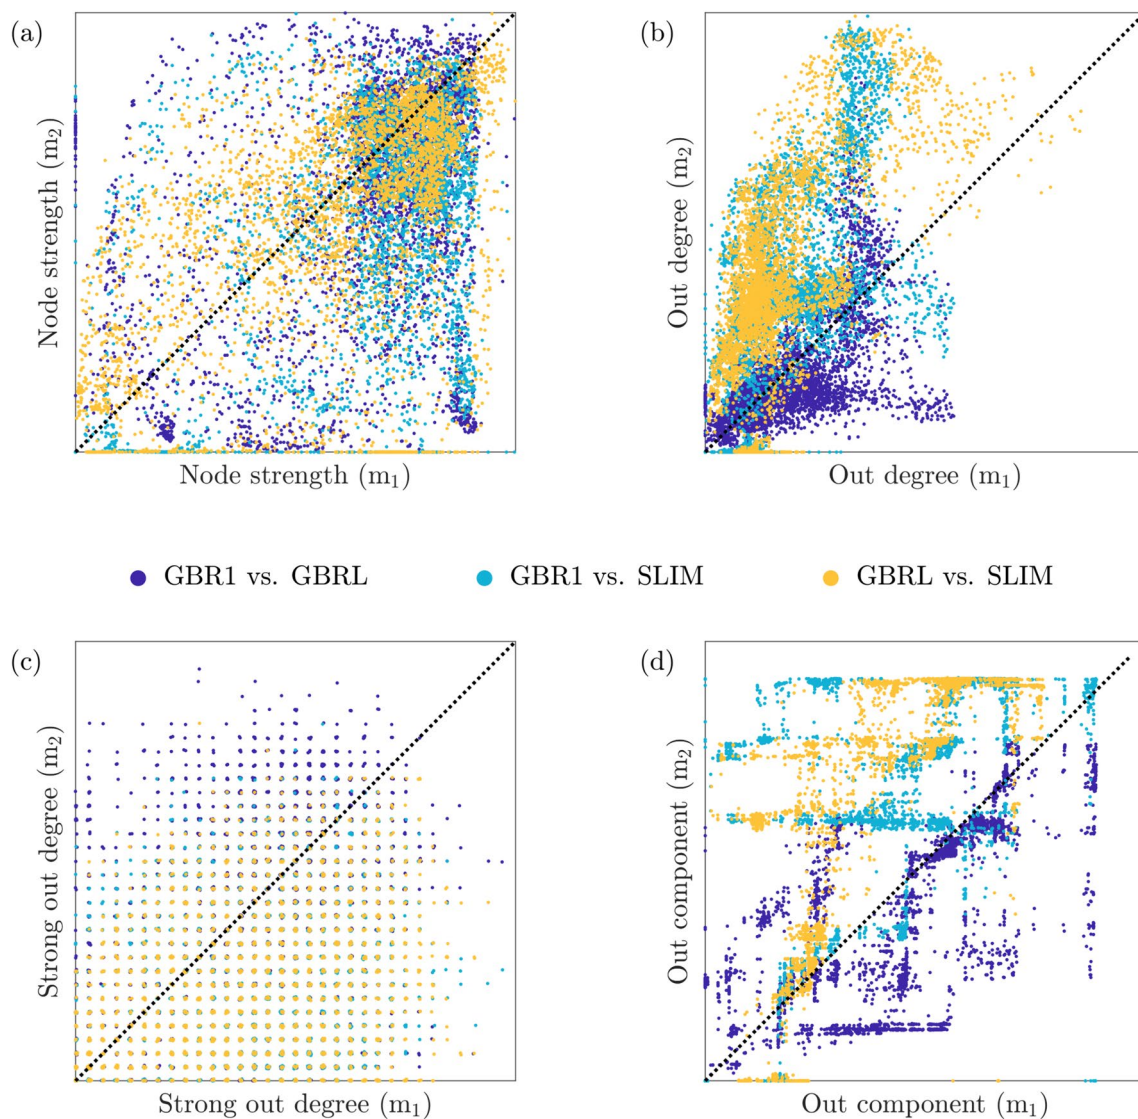 (a)
Node strength (m₂)
Node strength (m₁)
(b)
Out degree (m₂)
Out degree (m₁)
GBR1 vs. GBRL
GBR1 vs. SLIM
GBRL vs. SLIM
(c)
Strong out degree (m₂)
Strong out degree (m₁)
(d)
Out component (m₂)
Out component (m₁)